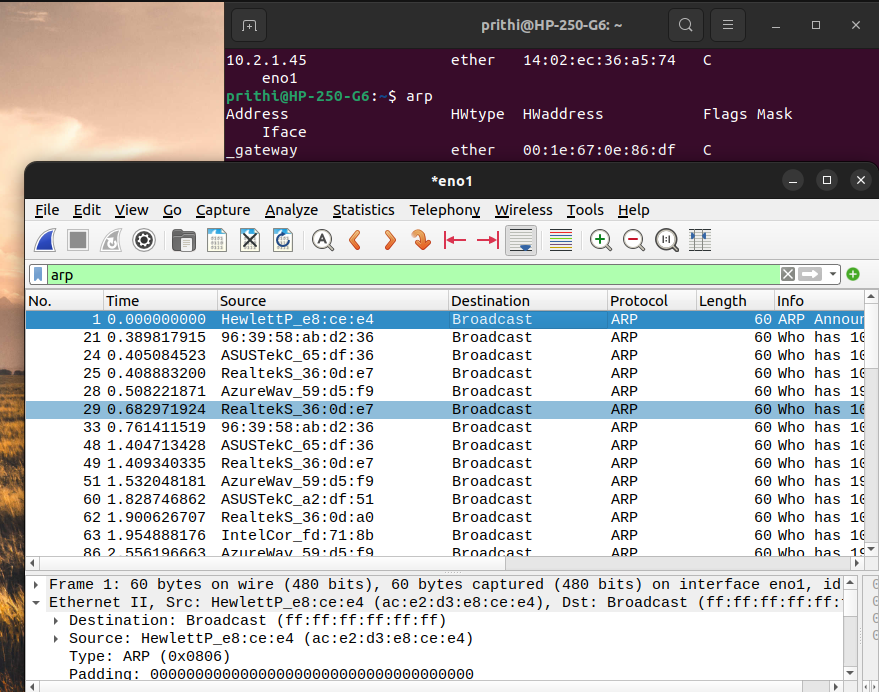 prithi@HP-250-G6: ~
10.2.1.45 ether 14:02:ec:36:a5:74 C
eno1
prithi@HP-250-G6:~$ arp
Address HWtype HWaddress Flags Mask
Iface
_gateway ether 00:1e:67:0e:86:df C
*eno1
File Edit View Go Capture Analyze Statistics Telephony Wireless Tools Help
arp
No. Time Source Destination Protocol Length Info
1 0.000000000 HewlettP_e8:ce:e4 Broadcast ARP 60 ARP Announ
21 0.389817915 96:39:58:ab:d2:36 Broadcast ARP 60 Who has 10
24 0.405084523 ASUSTekC_65:df:36 Broadcast ARP 60 Who has 10
25 0.408883200 RealtekS_36:0d:e7 Broadcast ARP 60 Who has 10
28 0.508221871 AzureWav_59:d5:f9 Broadcast ARP 60 Who has 19
29 0.682971924 RealtekS_36:0d:e7 Broadcast ARP 60 Who has 10
33 0.761411519 96:39:58:ab:d2:36 Broadcast ARP 60 Who has 10
48 1.404713428 ASUSTekC_65:df:36 Broadcast ARP 60 Who has 10
49 1.409340335 RealtekS_36:0d:e7 Broadcast ARP 60 Who has 10
51 1.532048181 AzureWav_59:d5:f9 Broadcast ARP 60 Who has 19
60 1.828746862 ASUSTekC_a2:df:51 Broadcast ARP 60 Who has 10
62 1.900626707 RealtekS_36:0d:a0 Broadcast ARP 60 Who has 10
63 1.954888176 IntelCor_fd:71:8b Broadcast ARP 60 Who has 10
86 2.556196663 AzureWav_59:d5:f9 Broadcast ARP 60 Who has 19
Frame 1: 60 bytes on wire (480 bits), 60 bytes captured (480 bits) on interface eno1, id
Ethernet II, Src: HewlettP_e8:ce:e4 (ac:e2:d3:e8:ce:e4), Dst: Broadcast (ff:ff:ff:ff:ff:
Destination: Broadcast (ff:ff:ff:ff:ff:ff)
Source: HewlettP_e8:ce:e4 (ac:e2:d3:e8:ce:e4)
Type: ARP (0x0806)
Padding: 000000000000000000000000000000000000